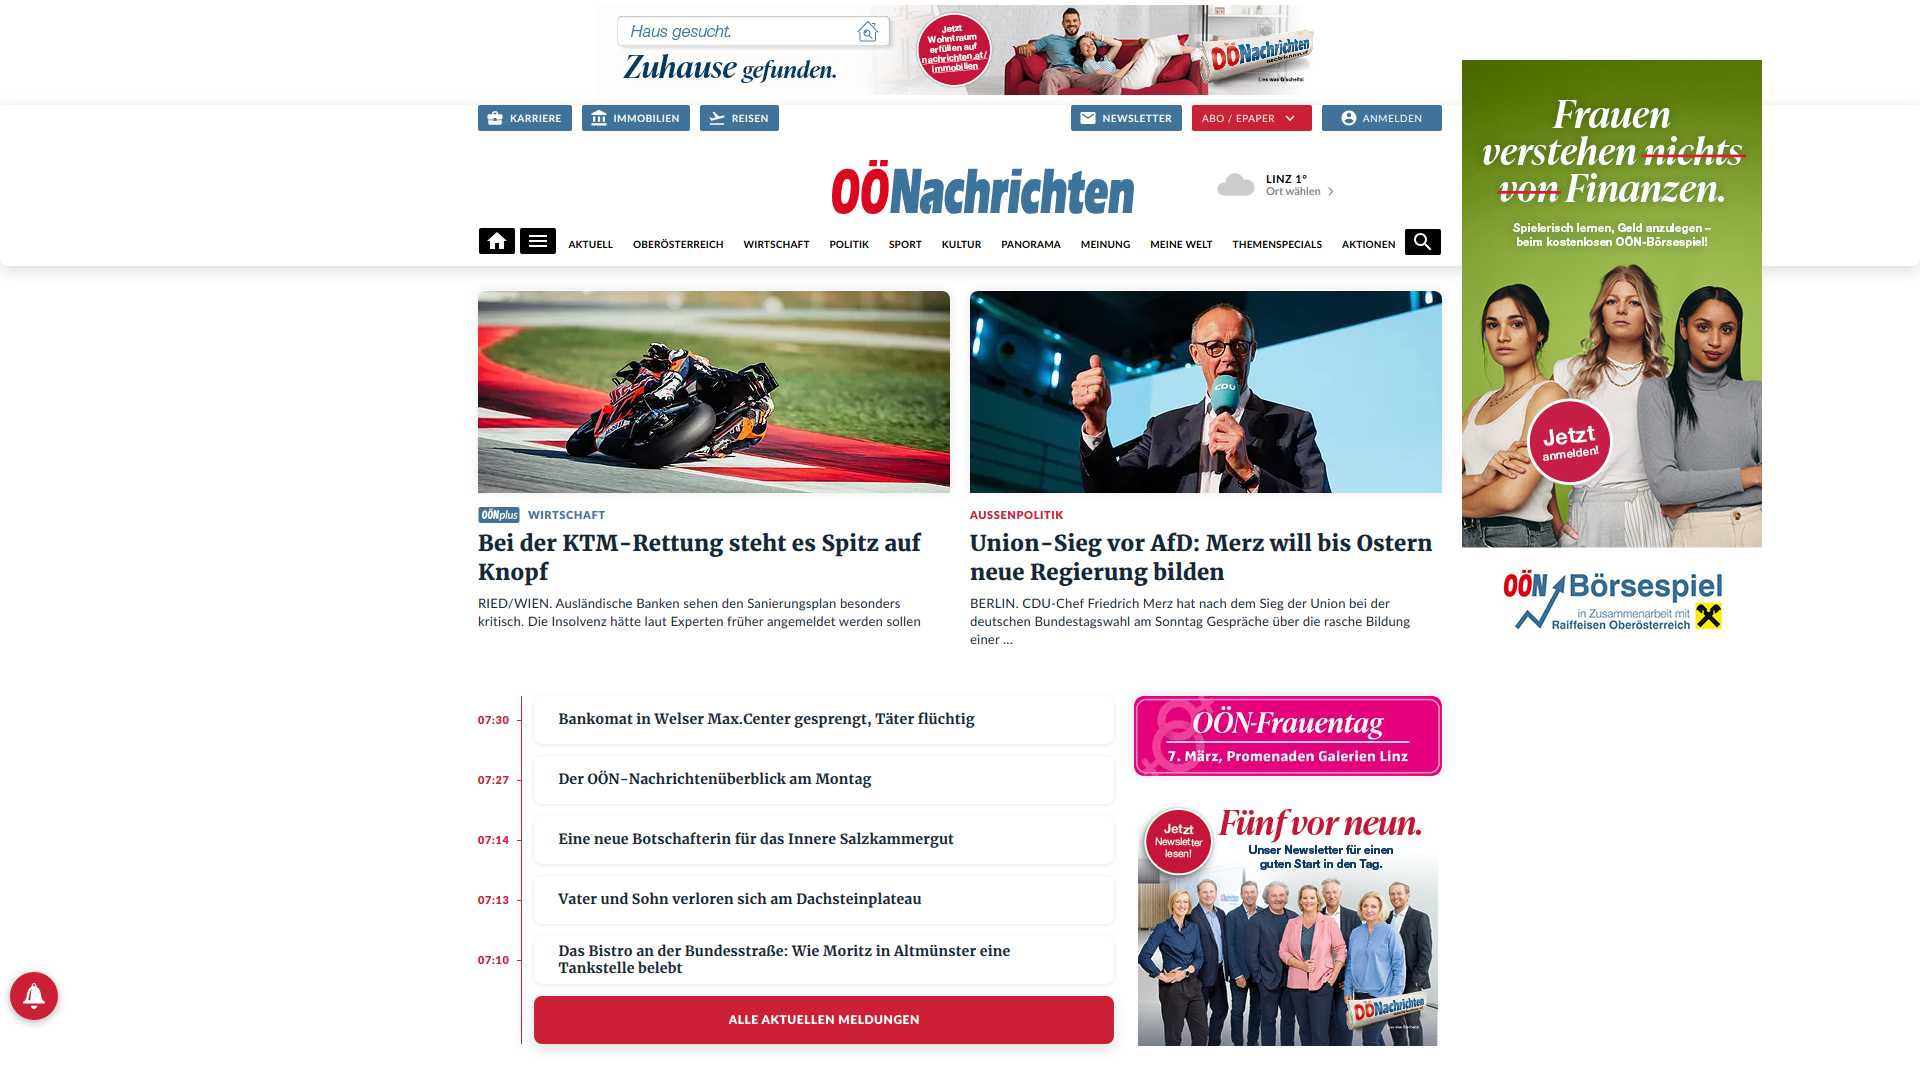 Haus gesucht.
Zuhause gefunden.
Jetzt
Wohntraum
erfüllen auf
nachrichten.at/
immobilien
OÖNachrichten
Lies was G'scheits!
KARRIERE
IMMOBILIEN
REISEN
NEWSLETTER
ABO / EPAPER
ANMELDEN
OÖNachrichten
LINZ 1°
Ort wählen
AKTUELL
OBERÖSTERREICH
WIRTSCHAFT
POLITIK
SPORT
KULTUR
PANORAMA
MEINUNG
MEINE WELT
THEMENSPECIALS
AKTIONEN
Frauen
verstehen nichts
von Finanzen.
Spielerisch lernen, Geld anzulegen –
beim kostenlosen OÖN-Börsespiel!
Jetzt
anmelden!
OÖN Börsespiel
in Zusammenarbeit mit
Raiffeisen Oberösterreich
CDU
OÖNplus WIRTSCHAFT
Bei der KTM-Rettung steht es Spitz auf
Knopf
RIED/WIEN. Ausländische Banken sehen den Sanierungsplan besonders
kritisch. Die Insolvenz hätte laut Experten früher angemeldet werden sollen
AUSSENPOLITIK
Union-Sieg vor AfD: Merz will bis Ostern
neue Regierung bilden
BERLIN. CDU-Chef Friedrich Merz hat nach dem Sieg der Union bei der
deutschen Bundestagswahl am Sonntag Gespräche über die rasche Bildung
einer ...
07:30 Bankomat in Welser Max.Center gesprengt, Täter flüchtig
07:27 Der OÖN-Nachrichtenüberblick am Montag
07:14 Eine neue Botschafterin für das Innere Salzkammergut
07:13 Vater und Sohn verloren sich am Dachsteinplateau
07:10 Das Bistro an der Bundesstraße: Wie Moritz in Altmünster eine
Tankstelle belebt
ALLE AKTUELLEN MELDUNGEN
OÖN-Frauentag
7. März, Promenaden Galerien Linz
Jetzt
Newsletter
lesen!
Fünf vor neun.
Unser Newsletter für einen
guten Start in den Tag.
OÖNachrichten